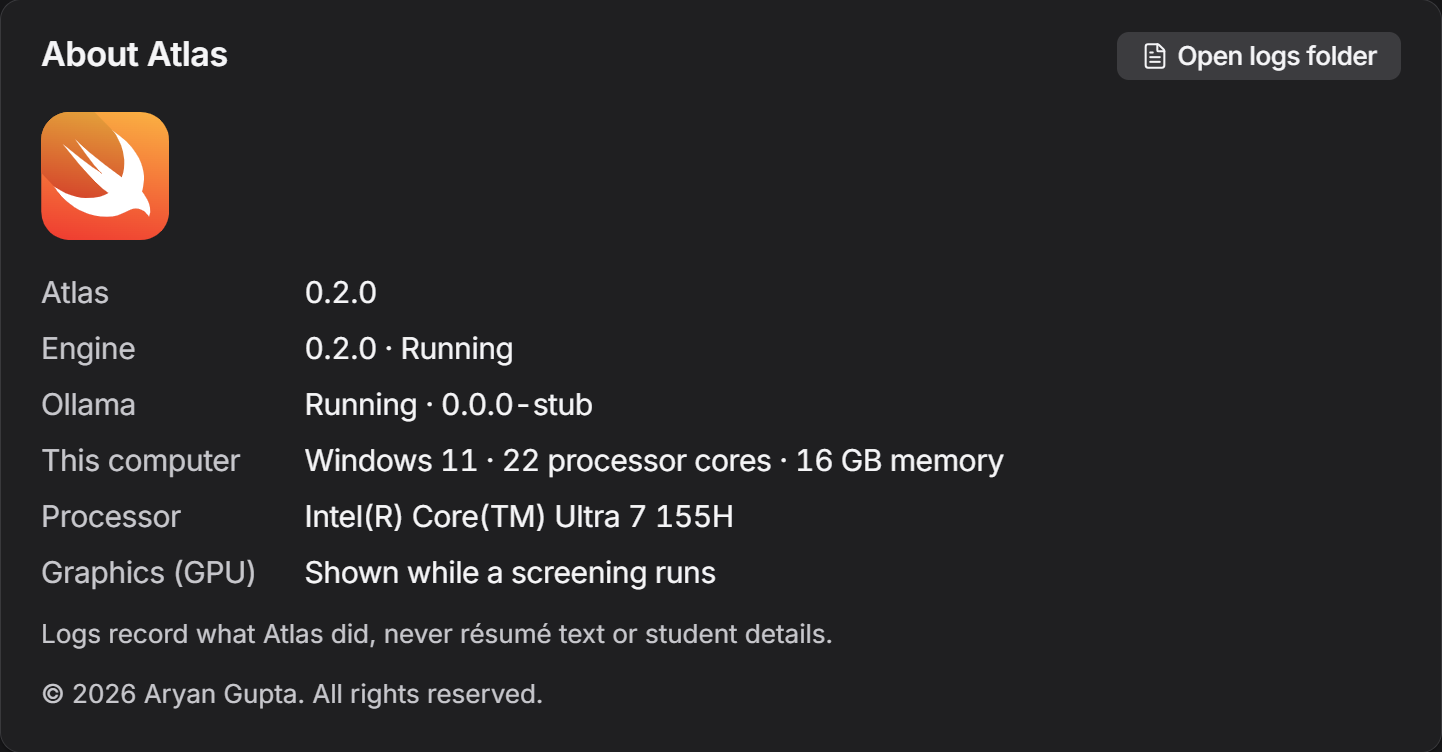 About Atlas
Open logs folder
Atlas 0.2.0
Engine 0.2.0 · Running
Ollama Running · 0.0.0-stub
This computer Windows 11 · 22 processor cores · 16 GB memory
Processor Intel(R) Core(TM) Ultra 7 155H
Graphics (GPU) Shown while a screening runs
Logs record what Atlas did, never résumé text or student details.
© 2026 Aryan Gupta. All rights reserved.